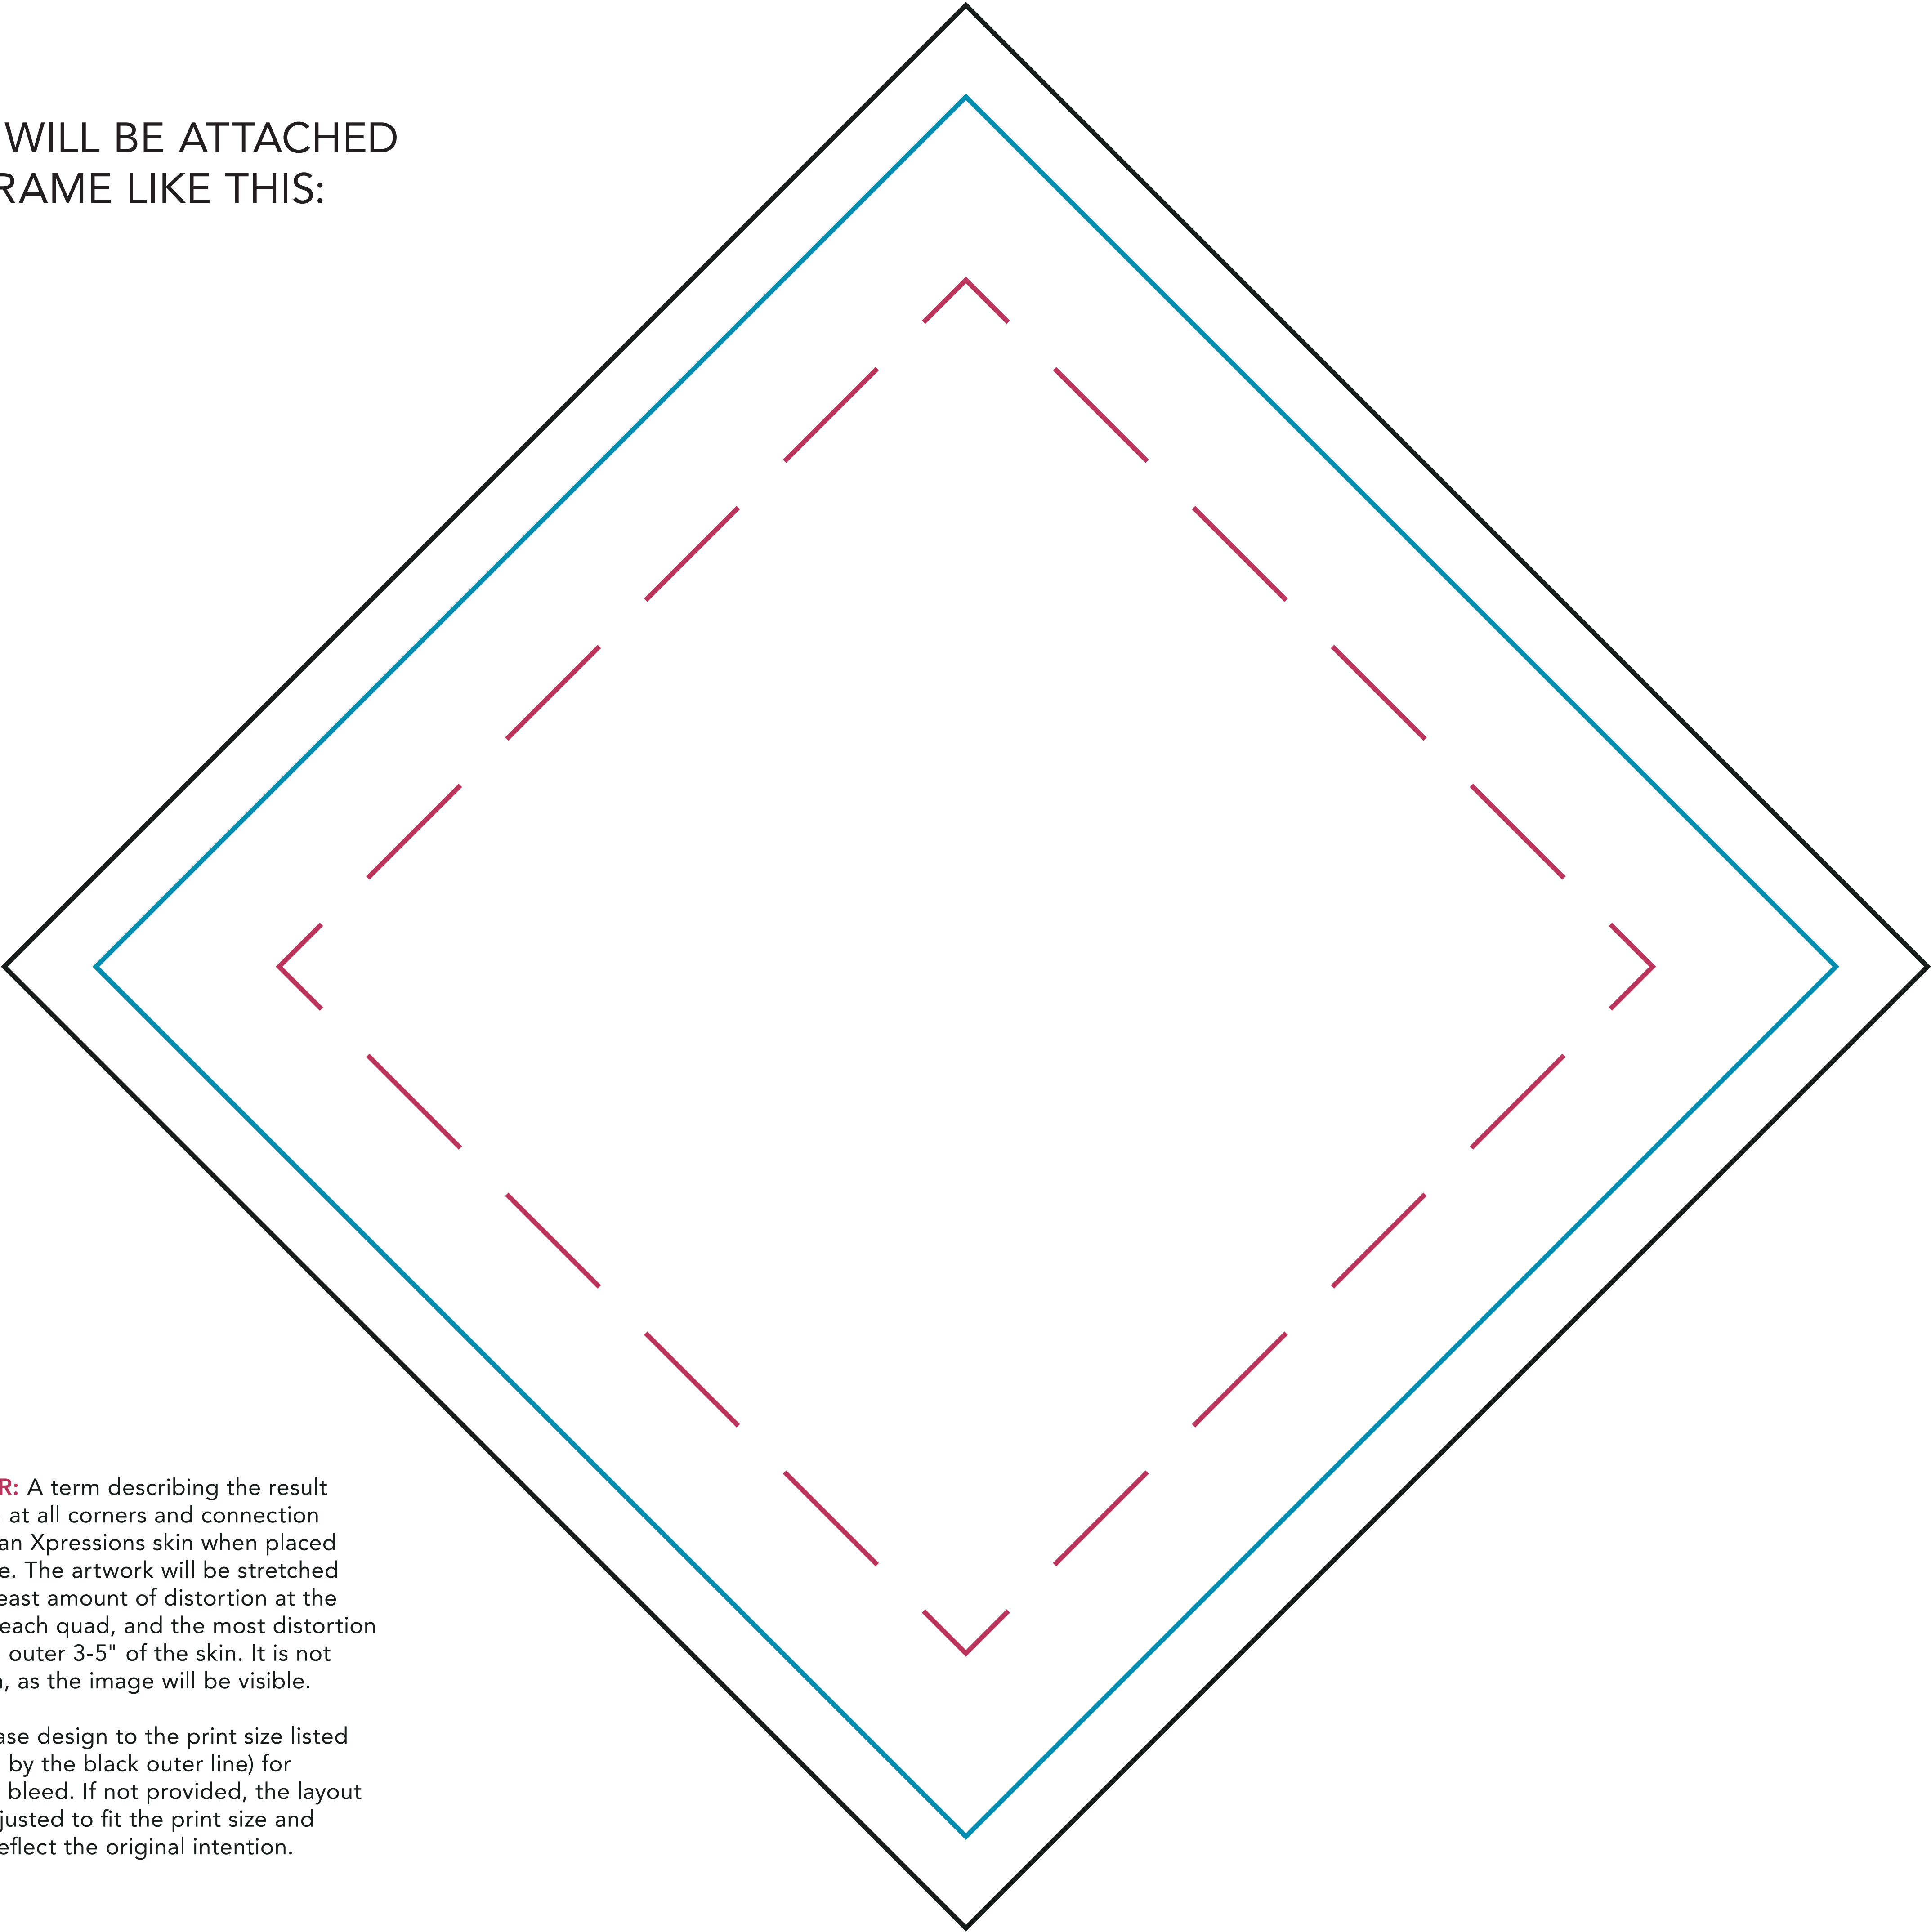 WILL BE ATTACHED
RAME LIKE THIS:
R: A term describing the result
at all corners and connection
an Xpressions skin when placed
e. The artwork will be stretched
east amount of distortion at the
each quad, and the most distortion
outer 3-5" of the skin. It is not
, as the image will be visible.
ase design to the print size listed
by the black outer line) for
bleed. If not provided, the layout
justed to fit the print size and
eflect the original intention.